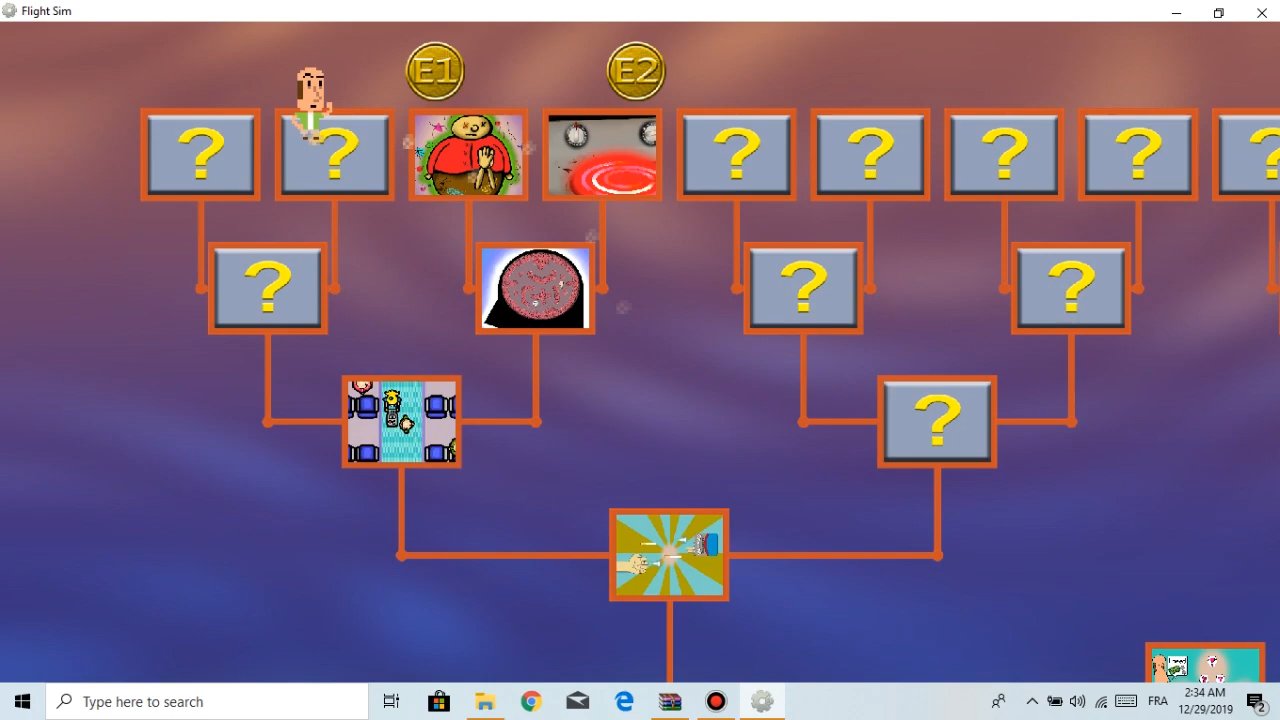 Flight Sim
E1
E2
? ?
? ? ? ? ?
?
? ?
?
Type here to search
FRA
2:34 AM
12/29/2019
2